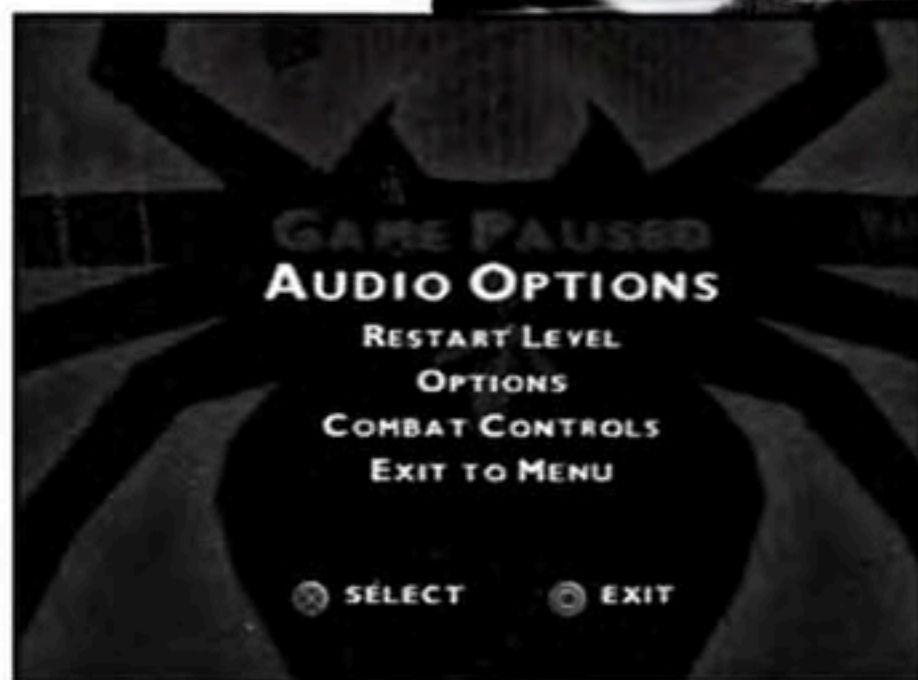 GAME PAUSED
AUDIO OPTIONS
RESTART LEVEL
OPTIONS
COMBAT CONTROLS
EXIT TO MENU
SELECT EXIT